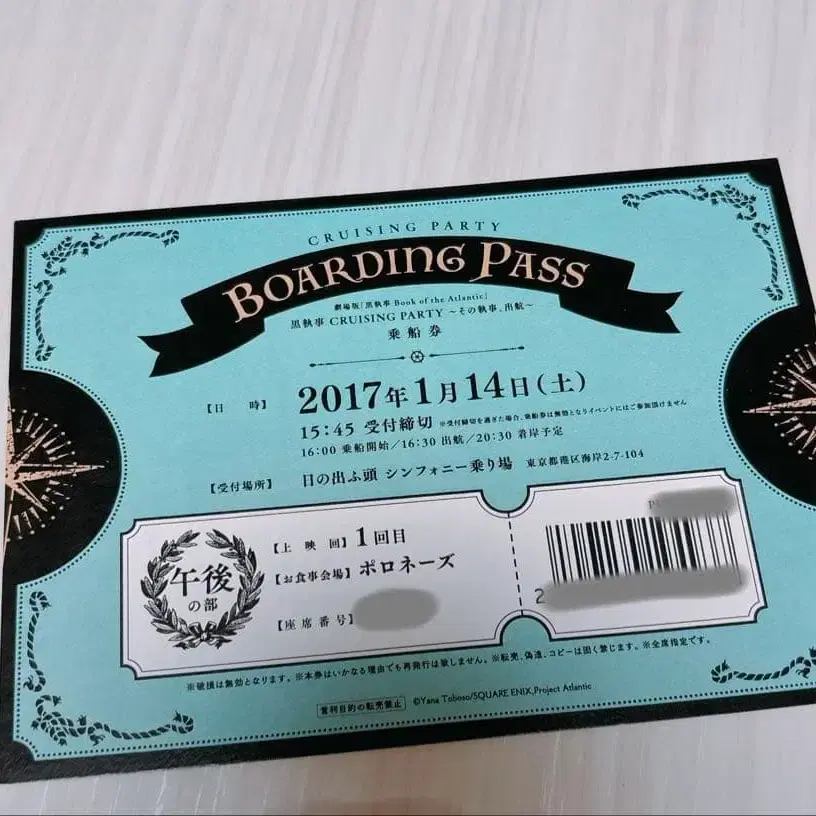 CRUISING PARTY
BOARDING PASS
劇場版「黒執事 Book of the Atlantic」
黒執事 CRUISING PARTY ～その執事、出航～
乗船券
【日　時】 2017年1月14日(土)
15:45 受付締切 ※受付締切を過ぎた場合、乗船券は無効となりイベントにはご参加頂けません
16:00 乗船開始／16:30 出航／20:30 着岸予定
【受付場所】 日の出ふ頭 シンフォニー乗り場 東京都港区海岸2-7-104
午後
の部
【上映回】 1回目
【お食事会場】 ポロネーズ
【座席番号】
P
2
※破損は無効となります。※本券はいかなる理由でも再発行は致しません。※転売、偽造、コピーは固く禁じます。※全席指定です。
営利目的の転売禁止 ©Yana Toboso/SQUARE ENIX,Project Atlantic